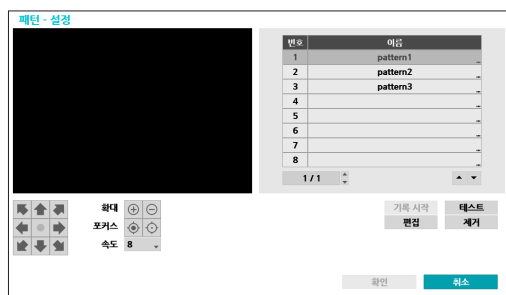 패턴 - 설정
번호 이름
1 pattern1 ...
2 pattern2 ...
3 pattern3 ...
4 ...
5 ...
6 ...
7 ...
8 ...
1 / 1
확대
포커스
속도 8
기록 시작 테스트
편집 제거
확인 취소